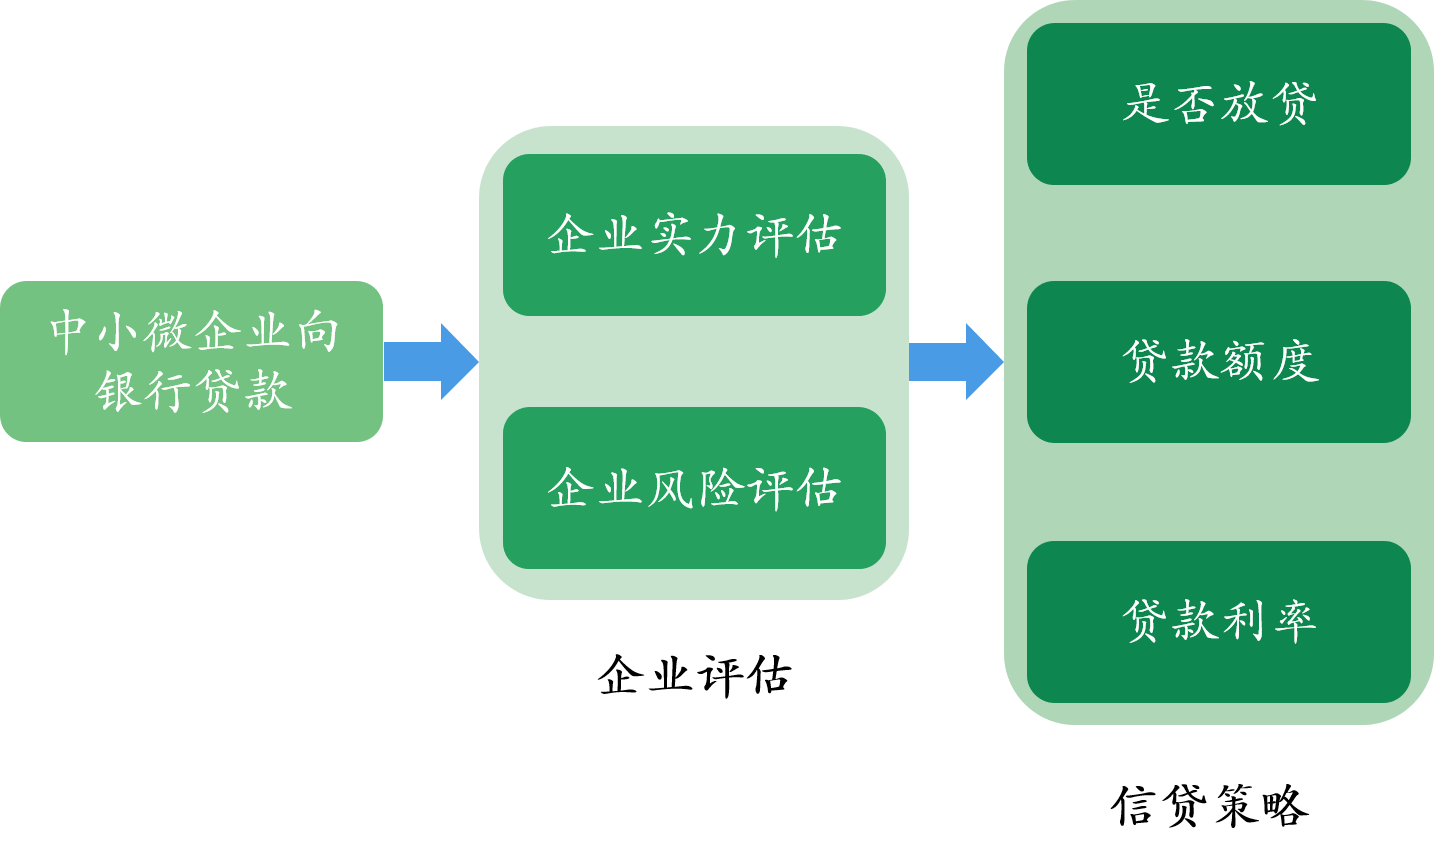 中小微企业向
银行贷款
企业实力评估
企业风险评估
企业评估
是否放贷
贷款额度
贷款利率
信贷策略